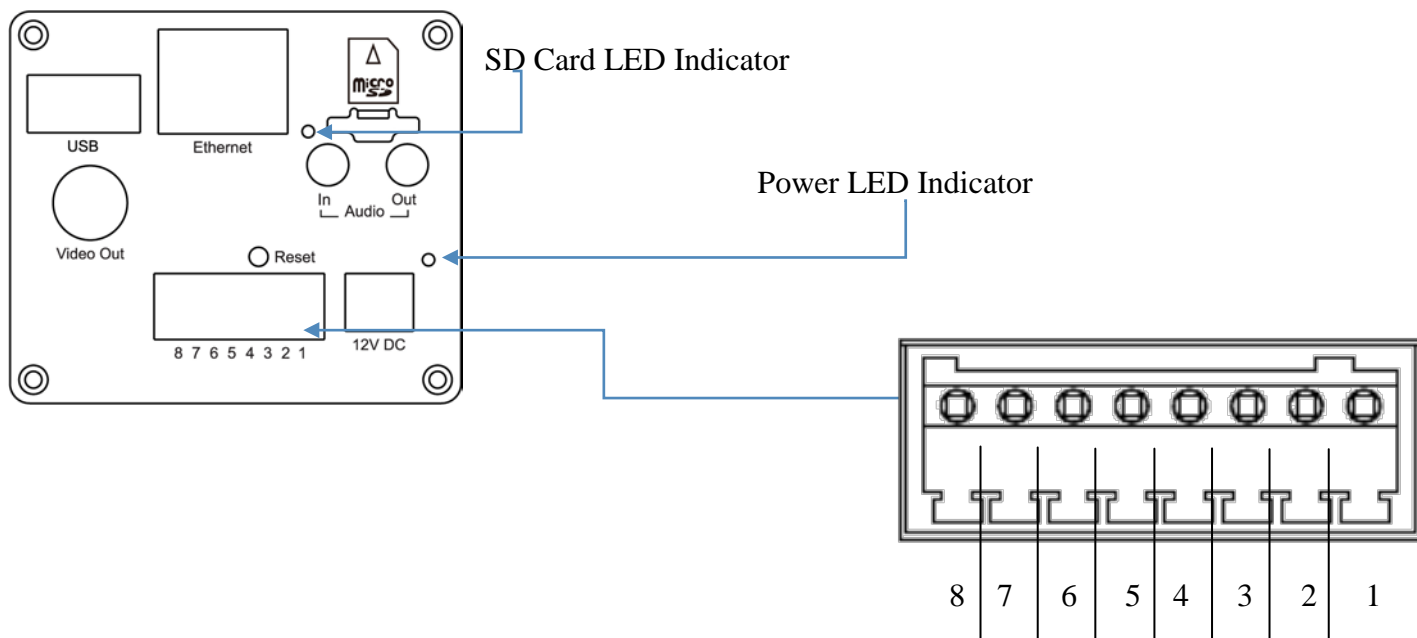 SD Card LED Indicator
micro
SD
USB
Ethernet
Power LED Indicator
In
Out
Audio
Video Out
Reset
12V DC
8 7 6 5 4 3 2 1
8 7 6 5 4 3 2 1